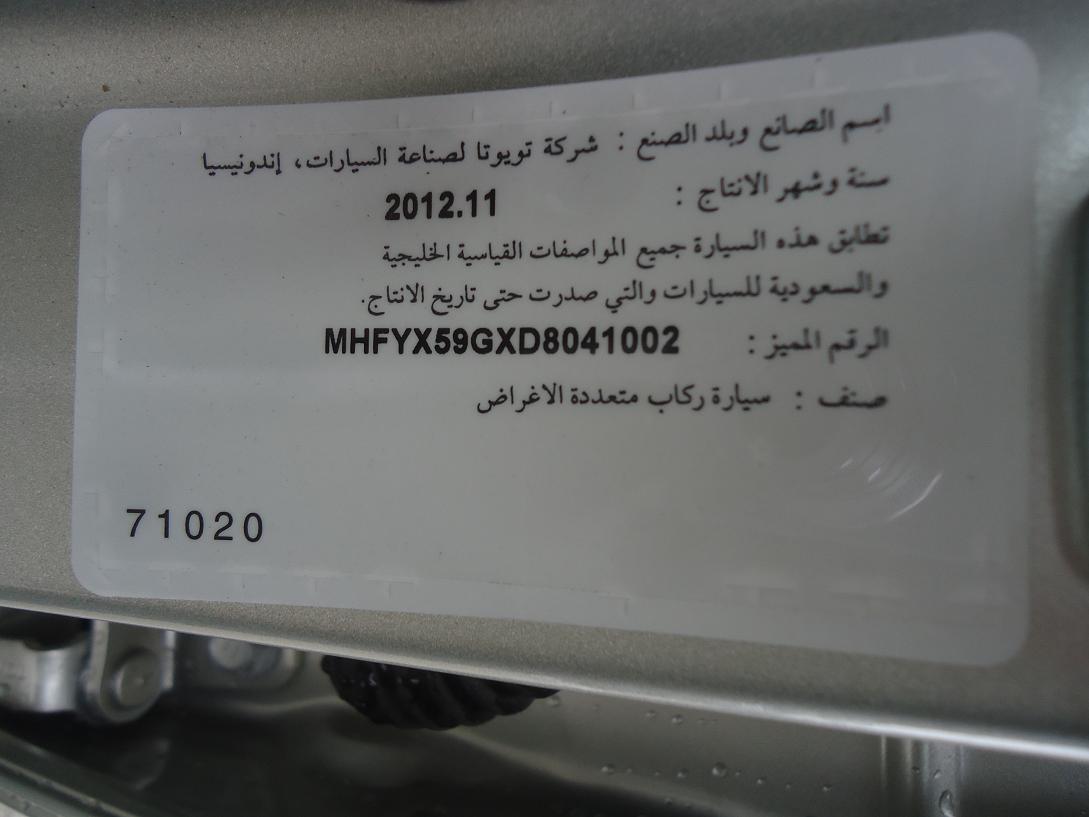 اسم الصانع وبلد الصنع : شركة تويوتا لصناعة السيارات، إندونيسيا
سنة وشهر الانتاج : 2012.11
تطابق هذه السيارة جميع المواصفات القياسية الخليجية
والسعودية للسيارات والتي صدرت حتى تاريخ الانتاج.
الرقم المميز : MHFYX59GXD8041002
صنف : سيارة ركاب متعددة الاغراض
71020